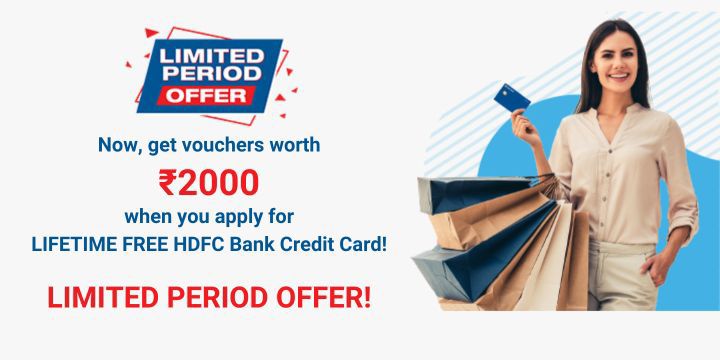 LIMITED
PERIOD
OFFER
Now, get vouchers worth
₹2000
when you apply for
LIFETIME FREE HDFC Bank Credit Card!
LIMITED PERIOD OFFER!